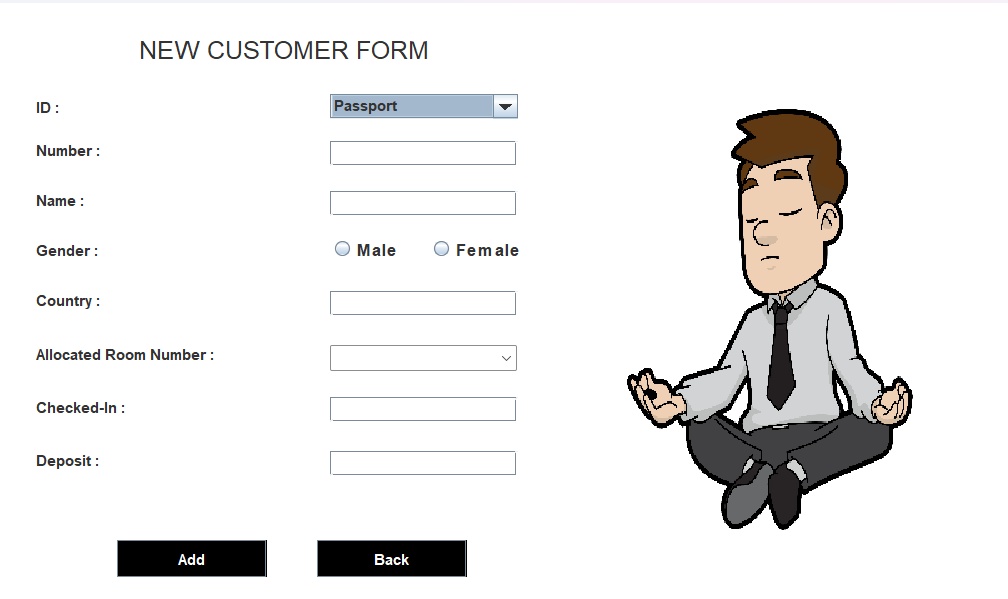 NEW CUSTOMER FORM
ID : Passport
Number :
Name :
Gender : Male Female
Country :
Allocated Room Number :
Checked-In :
Deposit :
Add Back